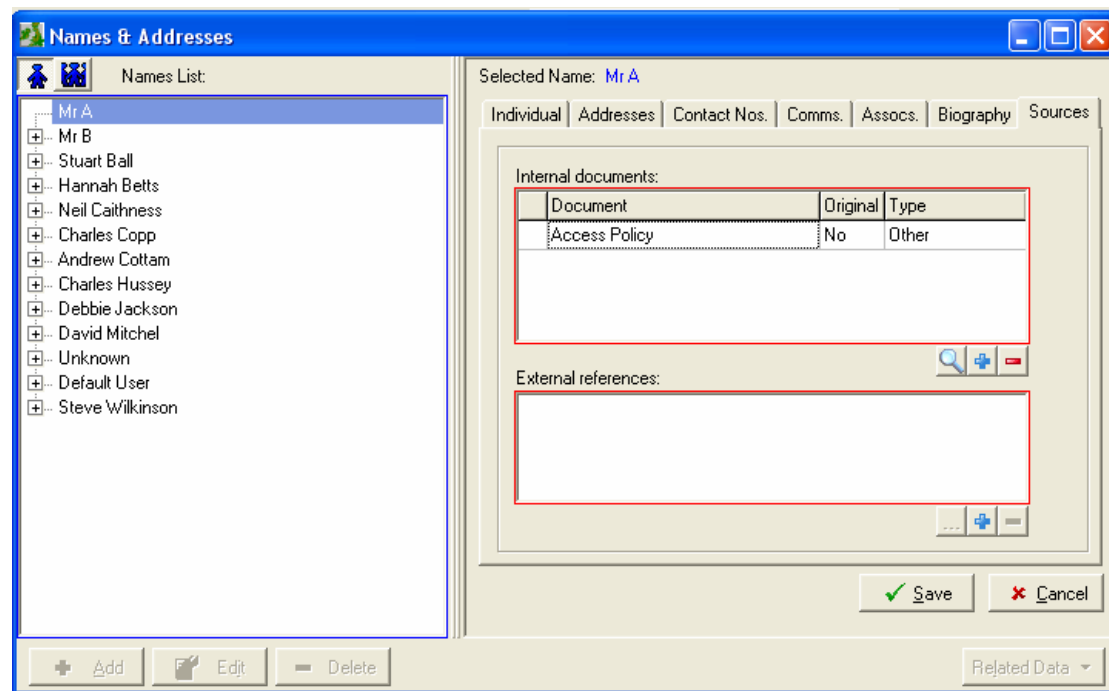 Names & Addresses
Names List:
Mr A
Mr B
Stuart Ball
Hannah Betts
Neil Caithness
Charles Copp
Andrew Cottam
Charles Hussey
Debbie Jackson
David Mitchel
Unknown
Default User
Steve Wilkinson
Selected Name: Mr A
Individual Addresses Contact Nos. Comms. Assocs. Biography Sources
Internal documents:
Document Original Type
Access Policy No Other
External references:
...
Save Cancel
Add Edit Delete Related Data